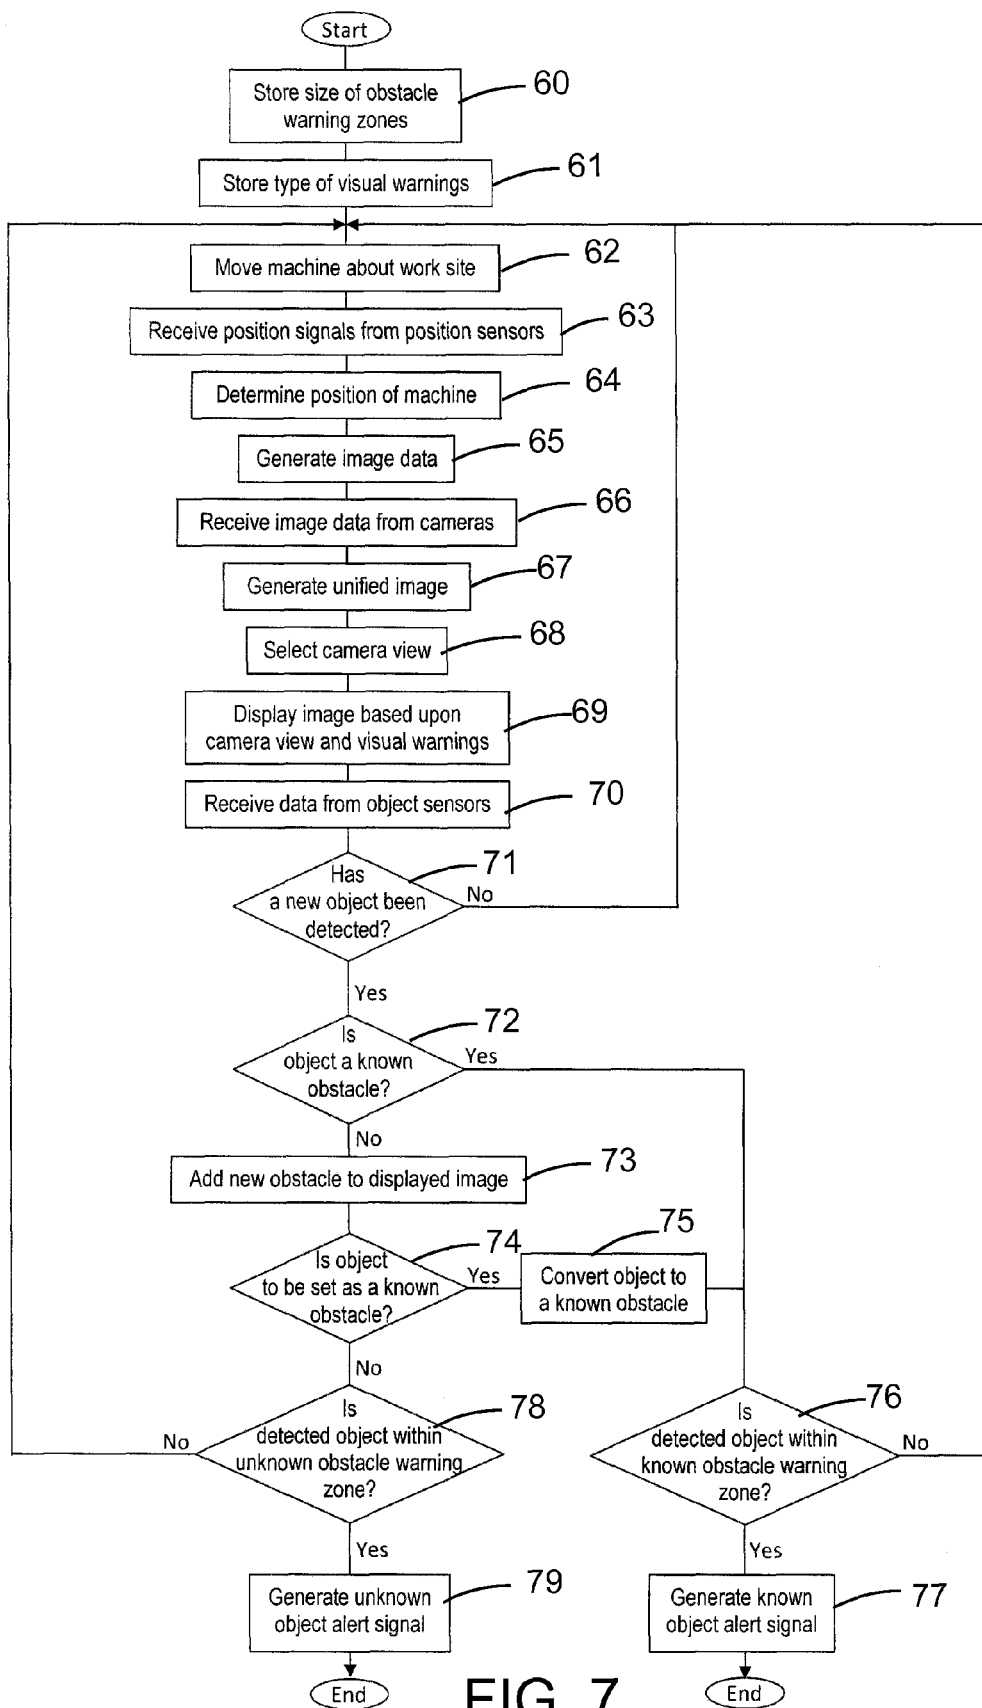 Start
Store size of obstacle
warning zones
60
Store type of visual warnings
61
Move machine about work site
62
Receive position signals from position sensors
63
Determine position of machine
64
Generate image data
65
Receive image data from cameras
66
Generate unified image
67
Select camera view
68
Display image based upon
camera view and visual warnings
69
Receive data from object sensors
70
Has
a new object been
detected?
71
No
Yes
Is
object a known
obstacle?
72
Yes
No
Add new obstacle to displayed image
73
Is object
to be set as a known
obstacle?
74
Yes
Convert object to
a known obstacle
75
No
Is
detected object within
unknown obstacle warning
zone?
78
No
Yes
Is
detected object within
known obstacle warning
zone?
76
No
Yes
Generate unknown
object alert signal
79
Generate known
object alert signal
77
End
FIG. 7
End